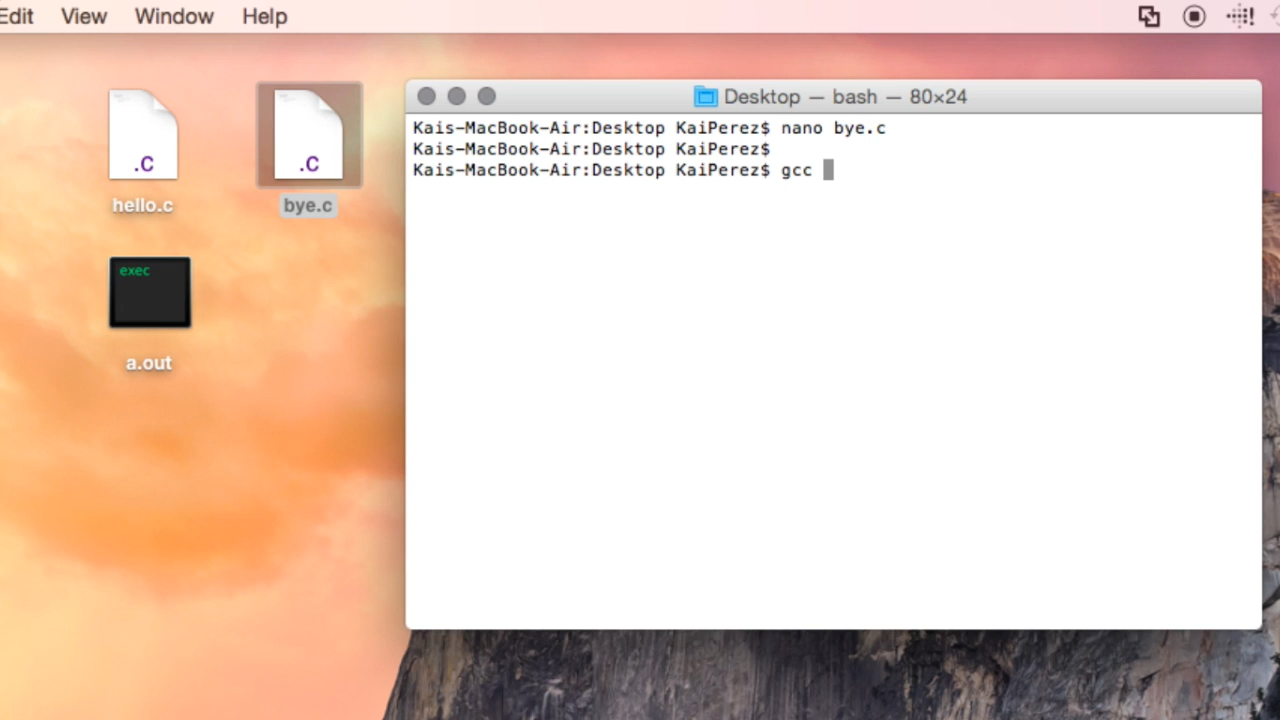 Edit View Window Help
.C
.C
hello.c
bye.c
exec
a.out
Desktop — bash — 80×24
Kais-MacBook-Air:Desktop KaiPerez$ nano bye.c
Kais-MacBook-Air:Desktop KaiPerez$
Kais-MacBook-Air:Desktop KaiPerez$ gcc